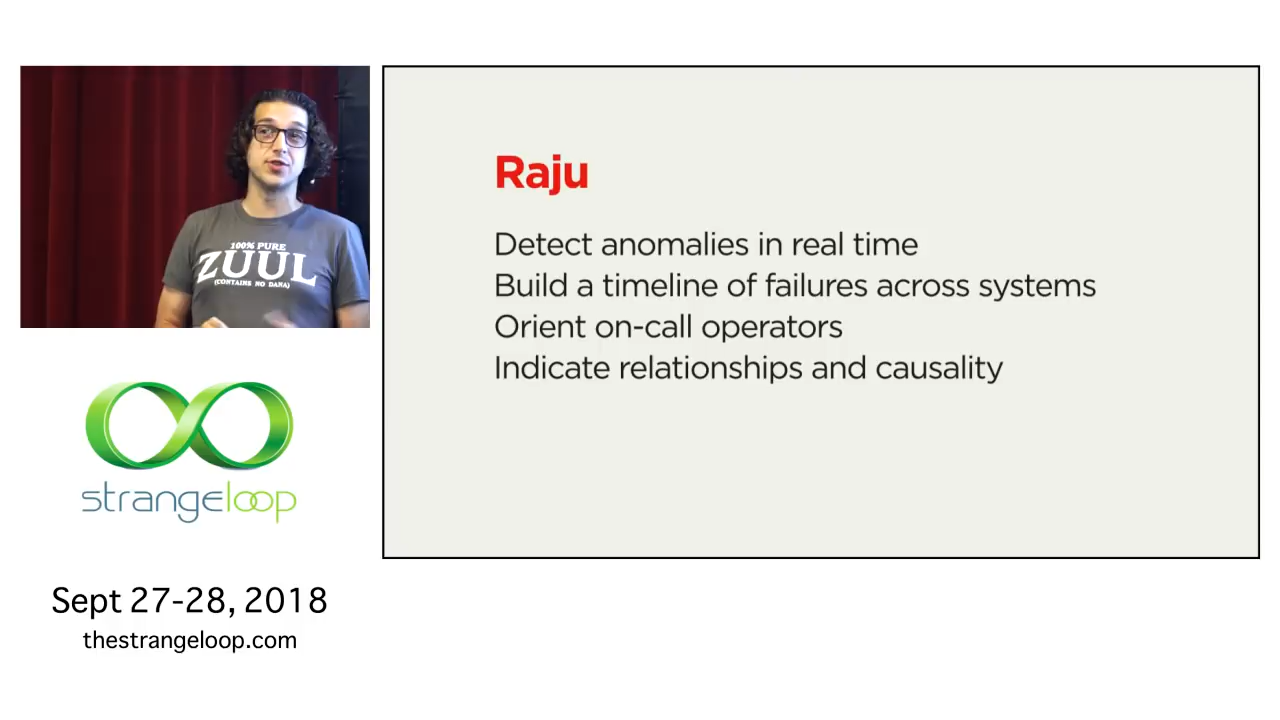 100% PURE
ZUUL
(CONTAINS NO DANA)
strangeloop
Sept 27-28, 2018
thestrangeloop.com
Raju
Detect anomalies in real time
Build a timeline of failures across systems
Orient on-call operators
Indicate relationships and causality